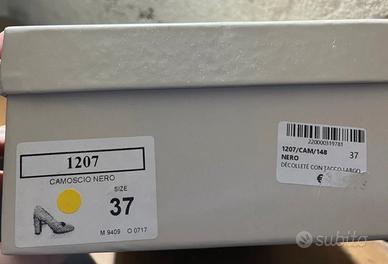 1207
CAMOSCIO NERO
SIZE
37
M 9409 O 0717
220000319781
1207/CAM/148
NERO 37
DÉCOLLETÉ CON TACCO LARGO
€
subito